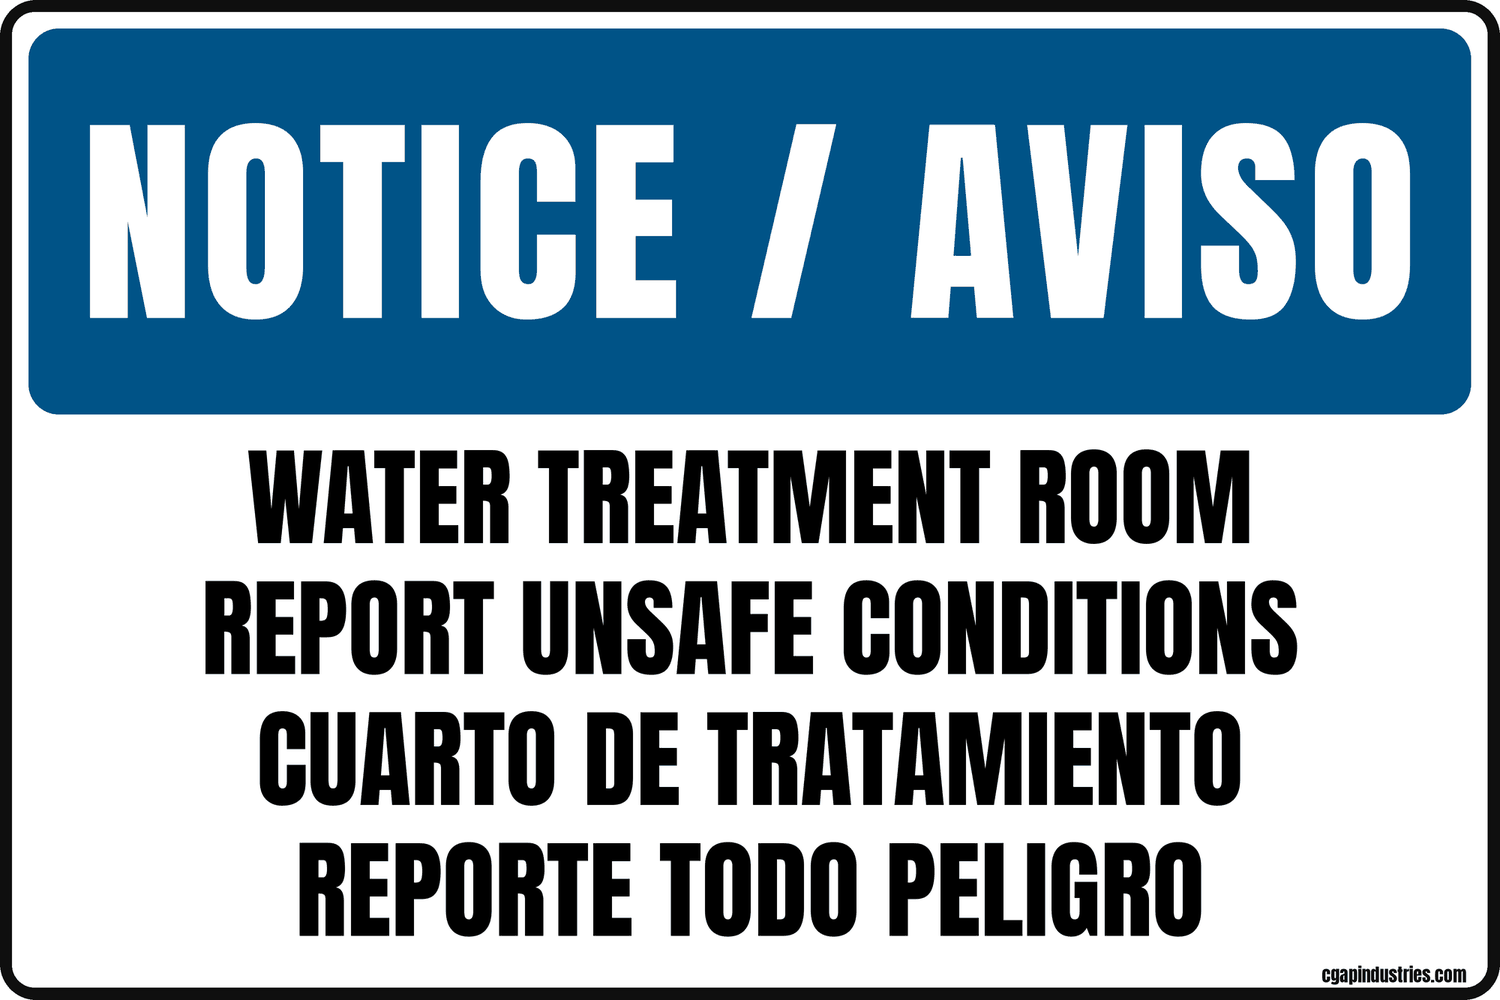 NOTICE / AVISO
WATER TREATMENT ROOM
REPORT UNSAFE CONDITIONS
CUARTO DE TRATAMIENTO
REPORTE TODO PELIGRO
cgapindustries.com